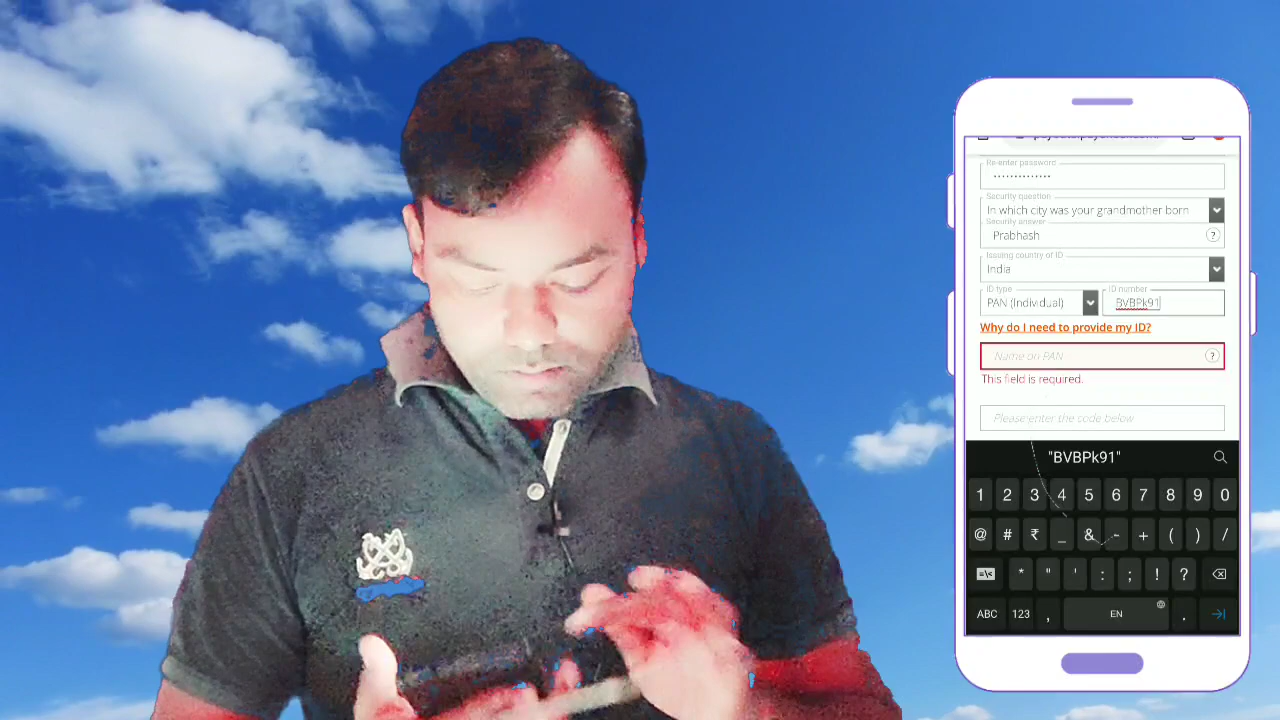 Re-enter password
••••••••••••••
Security question
In which city was your grandmother born
Security answer
Prabhash
?
Issuing country of ID
India
ID type
PAN (Individual)
ID number
BVBPk91
Why do I need to provide my ID?
Name on PAN
?
This field is required.
Please enter the code below
"BVBPk91"
1 2 3 4 5 6 7 8 9 0
@ # ₹ _ & - + ( ) /
=\< * " ' : ; ! ?
ABC 123 , EN .